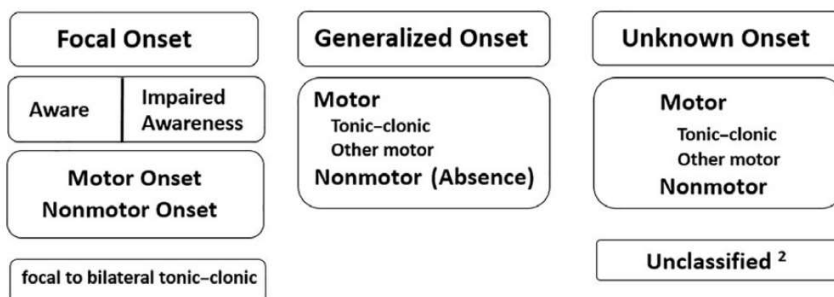 Focal Onset
Aware
Impaired
Awareness
Motor Onset
Nonmotor Onset
focal to bilateral tonic–clonic
Generalized Onset
Motor
Tonic–clonic
Other motor
Nonmotor (Absence)
Unknown Onset
Motor
Tonic–clonic
Other motor
Nonmotor
Unclassified ²